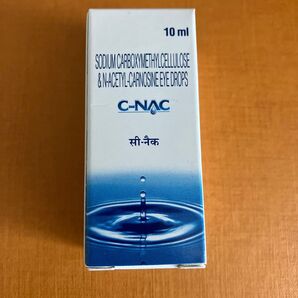 10 ml
SODIUM CARBOXYMETHYLCELLULOSE
& N-ACETYL-CARNOSINE EYE DROPS
C-NAC
सी-नैक